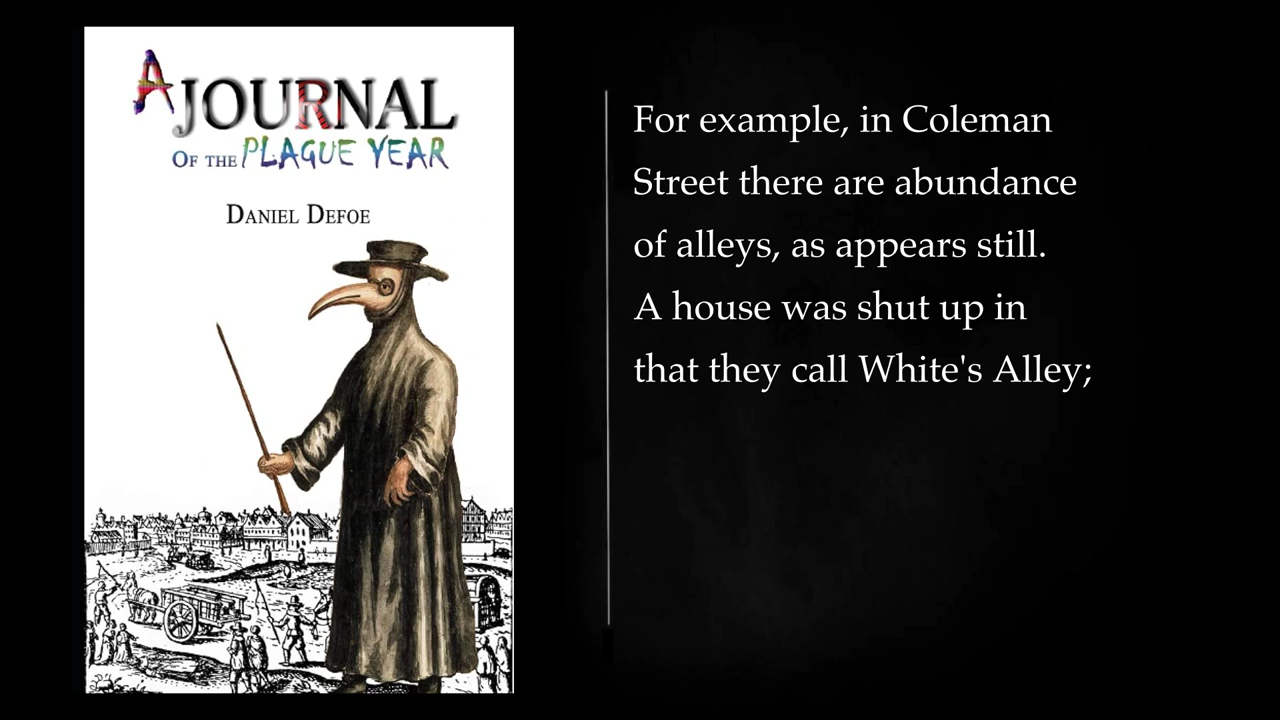 A JOURNAL
OF THE PLAGUE YEAR
DANIEL DEFOE
For example, in Coleman
Street there are abundance
of alleys, as appears still.
A house was shut up in
that they call White's Alley;